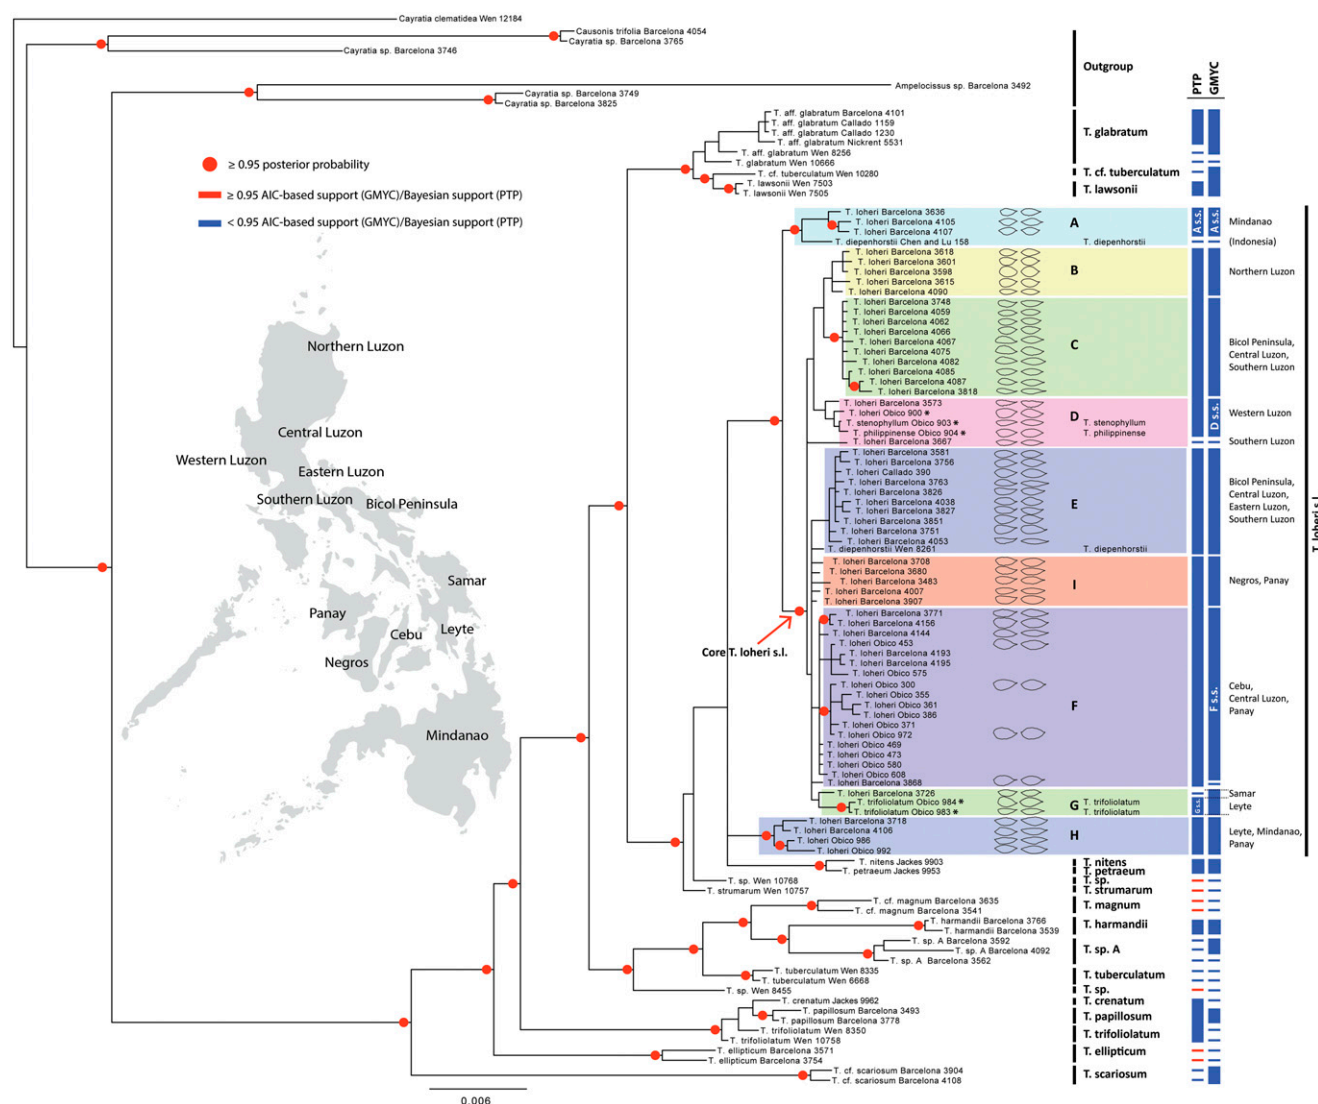 Cayratia clematidea Wen 12184
Causonis trifolia Barcelona 4054
Cayratia sp. Barcelona 3765
Cayratia sp. Barcelona 3746
Ampelocissus sp. Barcelona 3492
Cayratia sp. Barcelona 3749
Cayratia sp. Barcelona 3825
Outgroup
PTP
GMYC
≥ 0.95 posterior probability
≥ 0.95 AIC-based support (GMYC)/Bayesian support (PTP)
< 0.95 AIC-based support (GMYC)/Bayesian support (PTP)
T. aff. glabratum Barcelona 4101
T. aff. glabratum Callado 1159
T. aff. glabratum Callado 1230
T. aff. glabratum Nickrent 5531
T. aff. glabratum Wen 8256
T. glabratum Wen 10666
T. cf. tuberculatum Wen 10280
T. lawsonii Wen 7503
T. lawsonii Wen 7505
T. glabratum
T. cf. tuberculatum
T. lawsonii
T. loheri Barcelona 3636
T. loheri Barcelona 4105
T. loheri Barcelona 4107
T. diepenhorstii Chen and Lu 158
A
T. diepenhorstii
A s.s.
A s.s.
Mindanao
(Indonesia)
T. loheri Barcelona 3618
T. loheri Barcelona 3601
T. loheri Barcelona 3598
T. loheri Barcelona 3615
T. loheri Barcelona 4090
B
Northern Luzon
T. loheri Barcelona 3748
T. loheri Barcelona 4059
T. loheri Barcelona 4062
T. loheri Barcelona 4066
T. loheri Barcelona 4067
T. loheri Barcelona 4075
T. loheri Barcelona 4082
T. loheri Barcelona 4085
T. loheri Barcelona 4087
T. loheri Barcelona 3818
C
Bicol Peninsula,
Central Luzon,
Southern Luzon
T. loheri Barcelona 3573
T. loheri Obico 900 *
T. stenophyllum Obico 903 *
T. philippinense Obico 904 *
T. loheri Barcelona 3667
D
T. stenophyllum
T. philippinense
D s.s.
Western Luzon
Southern Luzon
T. loheri Barcelona 3581
T. loheri Barcelona 3756
T. loheri Callado 390
T. loheri Barcelona 3763
T. loheri Barcelona 3826
T. loheri Barcelona 4038
T. loheri Barcelona 3827
T. loheri Barcelona 3851
T. loheri Barcelona 3751
T. loheri Barcelona 4053
T. diepenhorstii Wen 8261
E
T. diepenhorstii
Bicol Peninsula,
Central Luzon,
Eastern Luzon,
Southern Luzon
T. loheri s.l.
T. loheri Barcelona 3708
T. loheri Barcelona 3680
T. loheri Barcelona 3483
T. loheri Barcelona 4007
T. loheri Barcelona 3907
I
Negros, Panay
Core T. loheri s.l.
T. loheri Barcelona 3771
T. loheri Barcelona 4156
T. loheri Barcelona 4144
T. loheri Obico 453
T. loheri Barcelona 4193
T. loheri Barcelona 4195
T. loheri Obico 575
T. loheri Obico 300
T. loheri Obico 355
T. loheri Obico 361
T. loheri Obico 386
T. loheri Obico 371
T. loheri Obico 972
T. loheri Obico 469
T. loheri Obico 473
T. loheri Obico 580
T. loheri Obico 608
T. loheri Barcelona 3868
F
F s.s.
Cebu,
Central Luzon,
Panay
T. loheri Barcelona 3726
T. trifoliolatum Obico 984 *
T. trifoliolatum Obico 983 *
G
T. trifoliolatum
T. trifoliolatum
G s.s.
Samar
Leyte
T. loheri Barcelona 3718
T. loheri Barcelona 4106
T. loheri Obico 986
T. loheri Obico 992
H
Leyte, Mindanao,
Panay
T. nitens Jackes 9903
T. petraeum Jackes 9953
T. sp. Wen 10768
T. strumarum Wen 10757
T. nitens
T. petraeum
T. sp.
T. strumarum
T. cf. magnum Barcelona 3635
T. cf. magnum Barcelona 3541
T. magnum
T. harmandii Barcelona 3766
T. harmandii Barcelona 3539
T. harmandii
T. sp. A Barcelona 3592
T. sp. A Barcelona 4092
T. sp. A Barcelona 3562
T. sp. A
T. tuberculatum Wen 8335
T. tuberculatum Wen 6668
T. tuberculatum
T. sp. Wen 8455
T. sp.
T. crenatum Jackes 9962
T. papillosum Barcelona 3493
T. papillosum Barcelona 3778
T. trifoliolatum Wen 8350
T. trifoliolatum Wen 10758
T. crenatum
T. papillosum
T. trifoliolatum
T. ellipticum Barcelona 3571
T. ellipticum Barcelona 3754
T. ellipticum
T. cf. scariosum Barcelona 3904
T. cf. scariosum Barcelona 4108
T. scariosum
Northern Luzon
Central Luzon
Western Luzon
Eastern Luzon
Southern Luzon
Bicol Peninsula
Samar
Panay
Cebu
Leyte
Negros
Mindanao
0.006